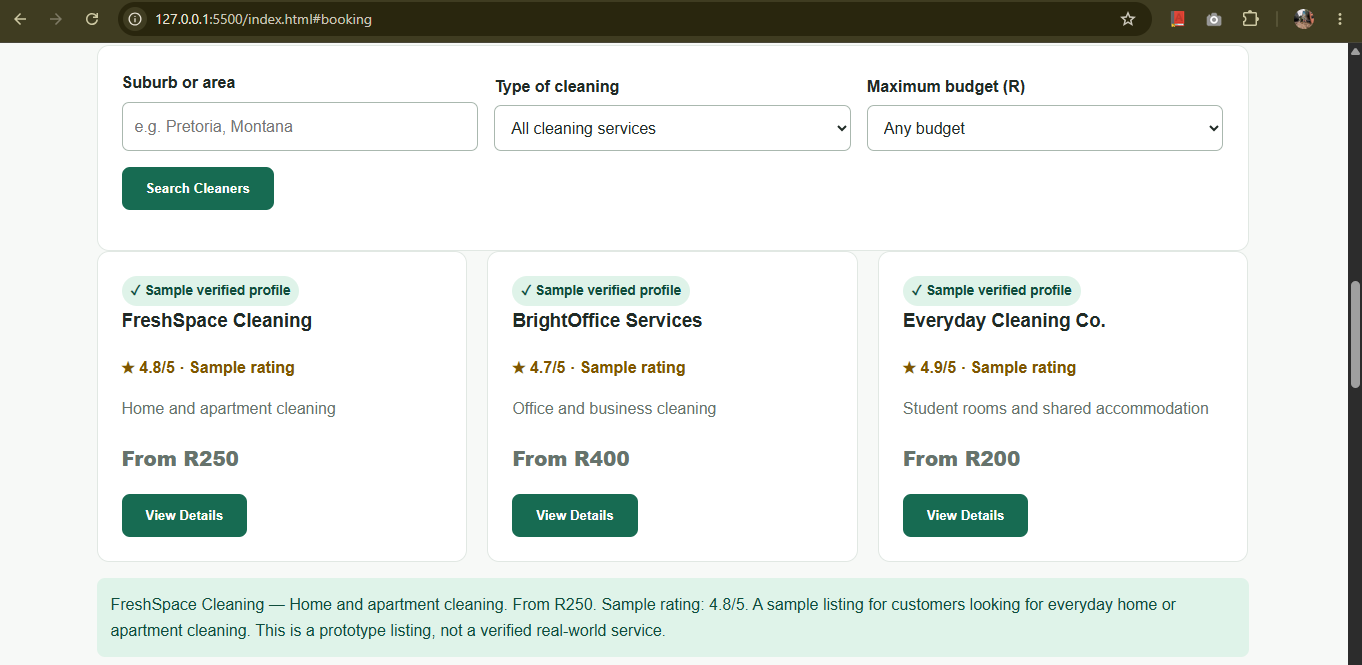 127.0.0.1:5500/index.html#booking
Suburb or area
Type of cleaning
Maximum budget (R)
e.g. Pretoria, Montana
All cleaning services
Any budget
Search Cleaners
✓ Sample verified profile
FreshSpace Cleaning
★ 4.8/5 · Sample rating
Home and apartment cleaning
From R250
View Details
✓ Sample verified profile
BrightOffice Services
★ 4.7/5 · Sample rating
Office and business cleaning
From R400
View Details
✓ Sample verified profile
Everyday Cleaning Co.
★ 4.9/5 · Sample rating
Student rooms and shared accommodation
From R200
View Details
FreshSpace Cleaning — Home and apartment cleaning. From R250. Sample rating: 4.8/5. A sample listing for customers looking for everyday home or
apartment cleaning. This is a prototype listing, not a verified real-world service.